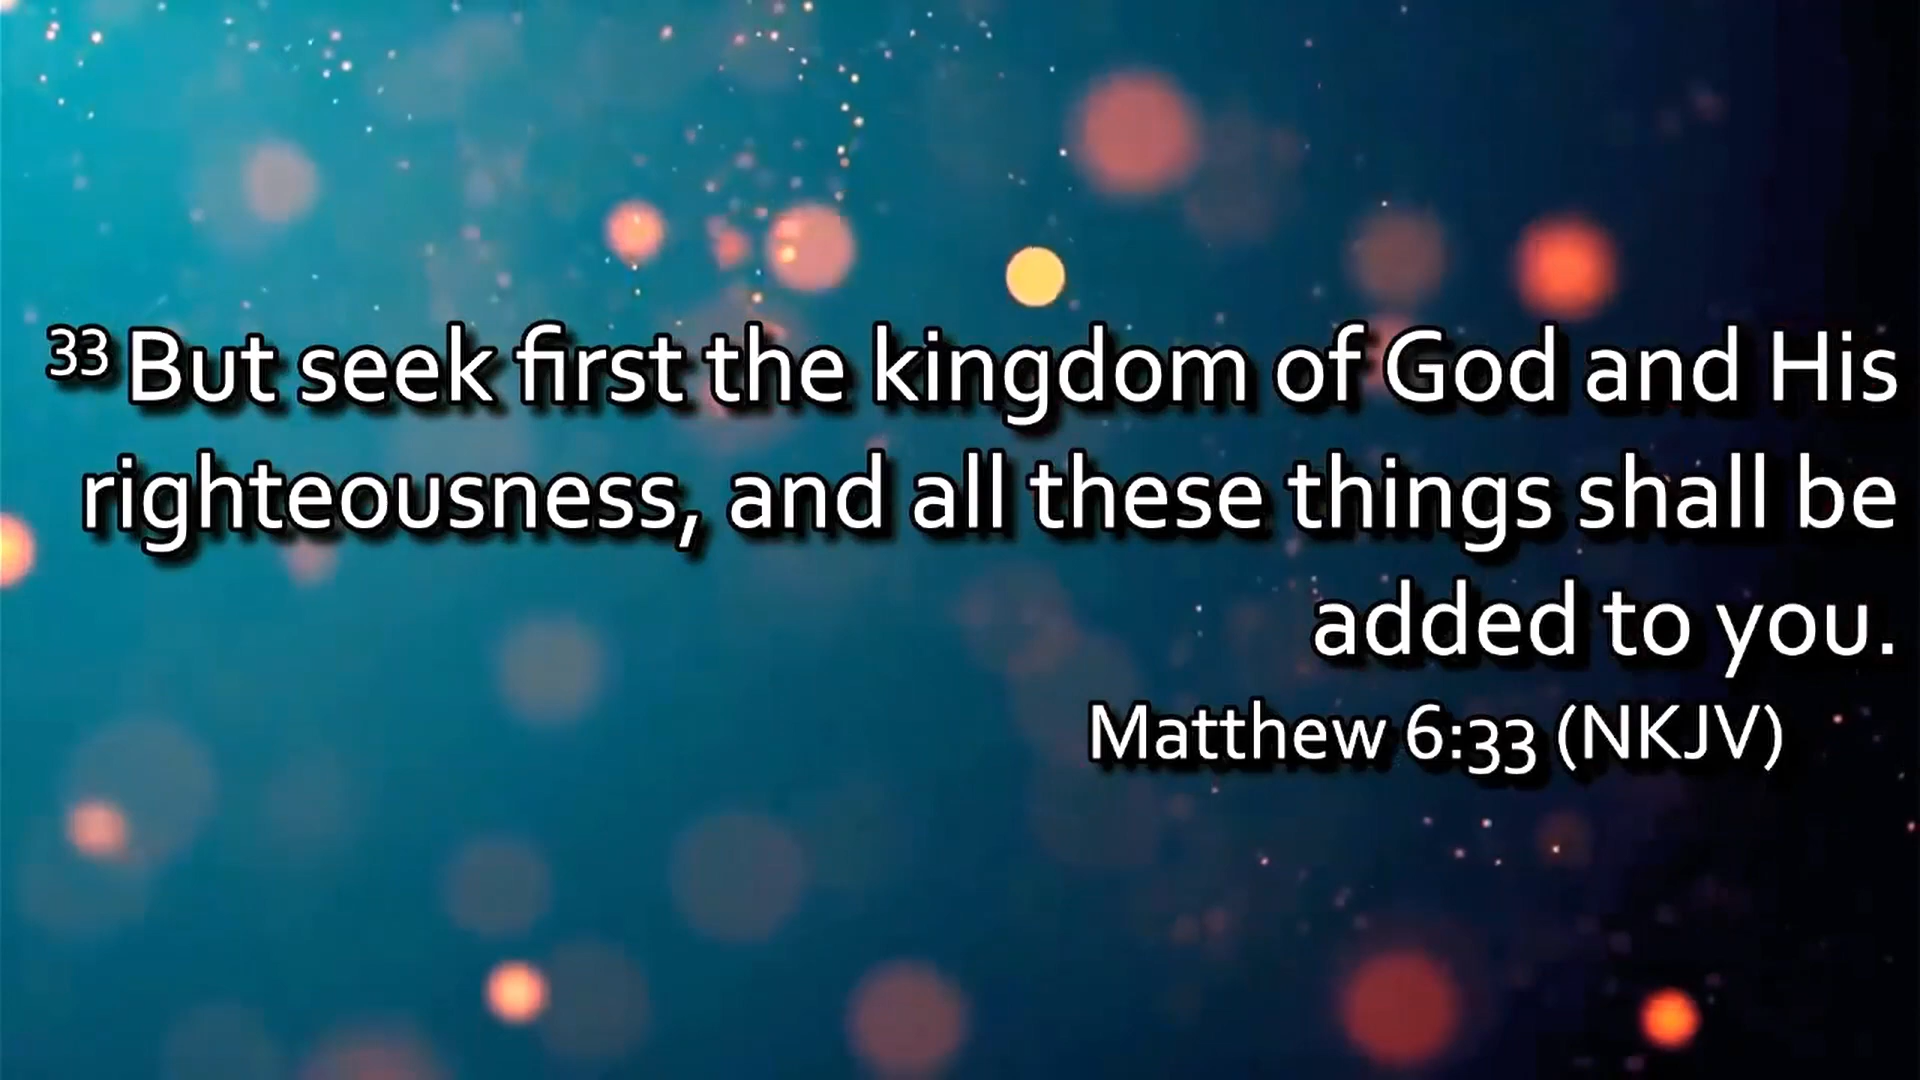 33 But seek first the kingdom of God and His
righteousness, and all these things shall be
added to you.
Matthew 6:33 (NKJV)